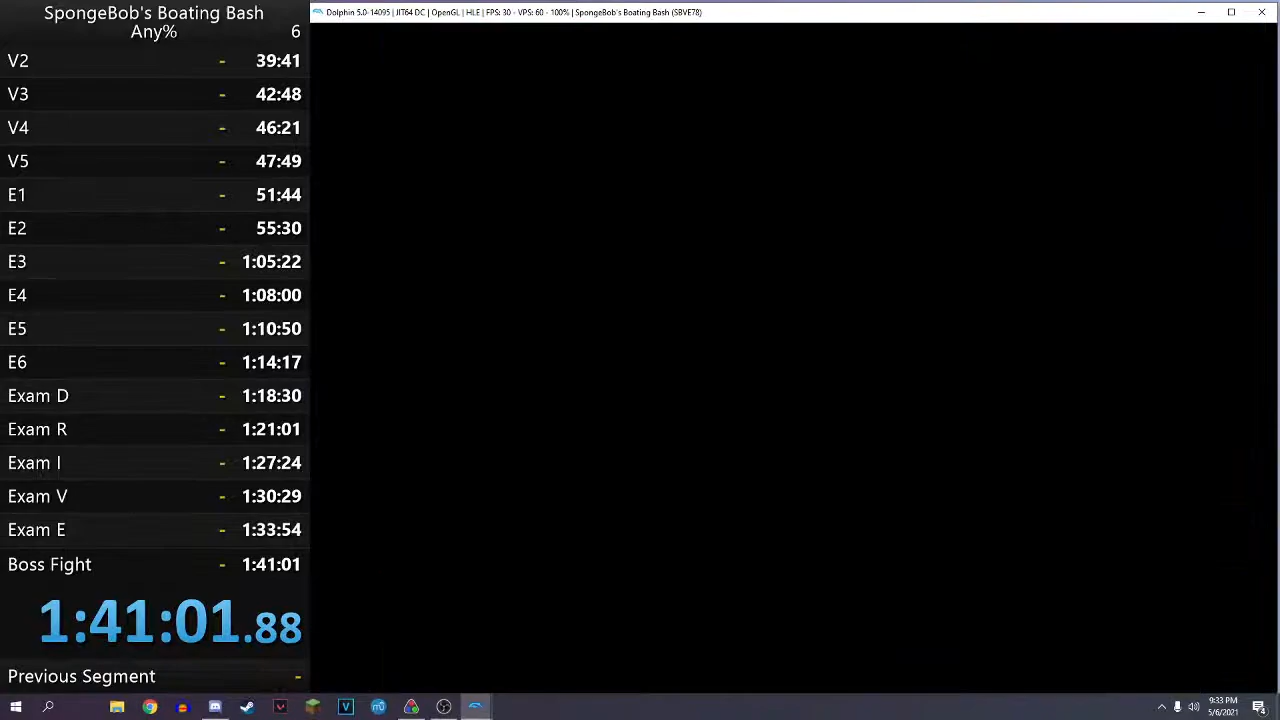 SpongeBob's Boating Bash
Any% 6
Dolphin 5.0-14095 | JIT64 DC | OpenGL | HLE | FPS: 30 - VPS: 60 - 100% | SpongeBob's Boating Bash (SBVE78)
V2 - 39:41
V3 - 42:48
V4 - 46:21
V5 - 47:49
E1 - 51:44
E2 - 55:30
E3 - 1:05:22
E4 - 1:08:00
E5 - 1:10:50
E6 - 1:14:17
Exam D - 1:18:30
Exam R - 1:21:01
Exam I - 1:27:24
Exam V - 1:30:29
Exam E - 1:33:54
Boss Fight - 1:41:01
1:41:01.88
Previous Segment -
9:33 PM
5/6/2021